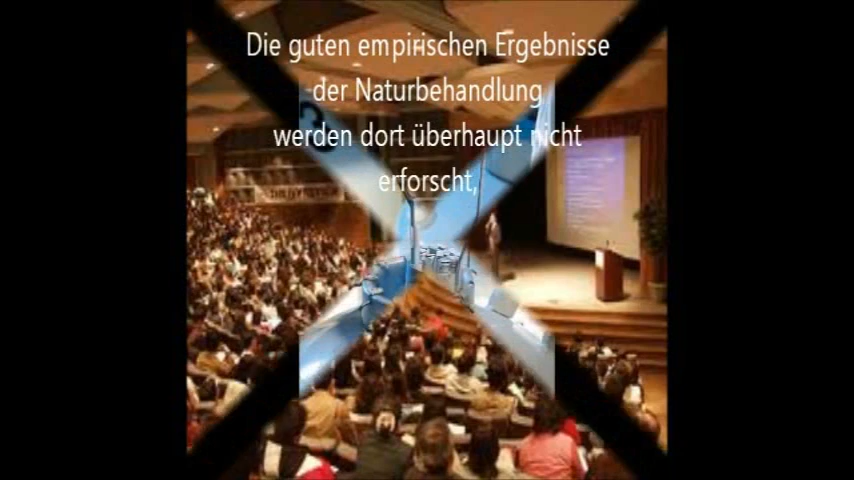 Die guten empirischen Ergebnisse
der Naturbehandlung
werden dort überhaupt nicht
erforscht,